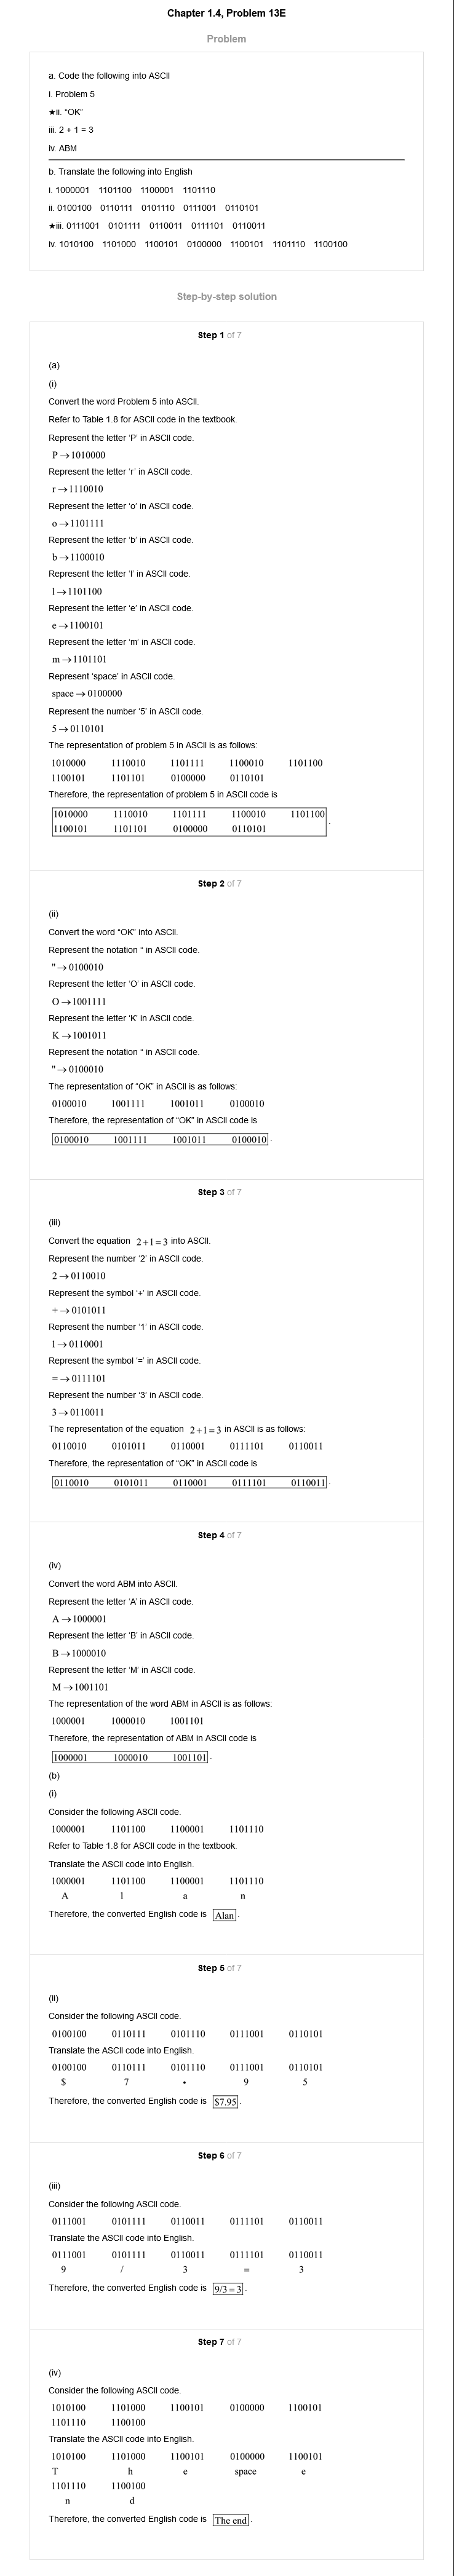 Chapter 1.4, Problem 13E
Problem
a. Code the following into ASCII
i. Problem 5
★ii. “OK”
iii. 2 + 1 = 3
iv. ABM
b. Translate the following into English
i. 1000001 1101100 1100001 1101110
ii. 0100100 0110111 0101110 0111001 0110101
★iii. 0111001 0101111 0110011 0111101 0110011
iv. 1010100 1101000 1100101 0100000 1100101 1101110 1100100
Step-by-step solution
Step 1 of 7
(a)
(i)
Convert the word Problem 5 into ASCII.
Refer to Table 1.8 for ASCII code in the textbook.
Represent the letter ‘P’ in ASCII code.
P → 1010000
Represent the letter ‘r’ in ASCII code.
r → 1110010
Represent the letter ‘o’ in ASCII code.
o → 1101111
Represent the letter ‘b’ in ASCII code.
b → 1100010
Represent the letter ‘l’ in ASCII code.
l → 1101100
Represent the letter ‘e’ in ASCII code.
e → 1100101
Represent the letter ‘m’ in ASCII code.
m → 1101101
Represent ‘space’ in ASCII code.
space → 0100000
Represent the number ‘5’ in ASCII code.
5 → 0110101
The representation of problem 5 in ASCII is as follows:
1010000 1110010 1101111 1100010 1101100
1100101 1101101 0100000 0110101
Therefore, the representation of problem 5 in ASCII code is
1010000 1110010 1101111 1100010 1101100
1100101 1101101 0100000 0110101 .
Step 2 of 7
(ii)
Convert the word “OK” into ASCII.
Represent the notation “ in ASCII code.
" → 0100010
Represent the letter ‘O’ in ASCII code.
O → 1001111
Represent the letter ‘K’ in ASCII code.
K → 1001011
Represent the notation “ in ASCII code.
" → 0100010
The representation of “OK” in ASCII is as follows:
0100010 1001111 1001011 0100010
Therefore, the representation of “OK” in ASCII code is
0100010 1001111 1001011 0100010 .
Step 3 of 7
(iii)
Convert the equation 2+1=3 into ASCII.
Represent the number ‘2’ in ASCII code.
2 → 0110010
Represent the symbol ‘+’ in ASCII code.
+ → 0101011
Represent the number ‘1’ in ASCII code.
1 → 0110001
Represent the symbol ‘=’ in ASCII code.
= → 0111101
Represent the number ‘3’ in ASCII code.
3 → 0110011
The representation of the equation 2+1=3 in ASCII is as follows:
0110010 0101011 0110001 0111101 0110011
Therefore, the representation of “OK” in ASCII code is
0110010 0101011 0110001 0111101 0110011 .
Step 4 of 7
(iv)
Convert the word ABM into ASCII.
Represent the letter ‘A’ in ASCII code.
A → 1000001
Represent the letter ‘B’ in ASCII code.
B → 1000010
Represent the letter ‘M’ in ASCII code.
M → 1001101
The representation of the word ABM in ASCII is as follows:
1000001 1000010 1001101
Therefore, the representation of ABM in ASCII code is
1000001 1000010 1001101 .
(b)
(i)
Consider the following ASCII code.
1000001 1101100 1100001 1101110
Refer to Table 1.8 for ASCII code in the textbook.
Translate the ASCII code into English.
1000001 1101100 1100001 1101110
A l a n
Therefore, the converted English code is Alan .
Step 5 of 7
(ii)
Consider the following ASCII code.
0100100 0110111 0101110 0111001 0110101
Translate the ASCII code into English.
0100100 0110111 0101110 0111001 0110101
$ 7 • 9 5
Therefore, the converted English code is $7.95 .
Step 6 of 7
(iii)
Consider the following ASCII code.
0111001 0101111 0110011 0111101 0110011
Translate the ASCII code into English.
0111001 0101111 0110011 0111101 0110011
9 / 3 = 3
Therefore, the converted English code is 9/3=3 .
Step 7 of 7
(iv)
Consider the following ASCII code.
1010100 1101000 1100101 0100000 1100101
1101110 1100100
Translate the ASCII code into English.
1010100 1101000 1100101 0100000 1100101
T h e space e
1101110 1100100
n d
Therefore, the converted English code is The end .